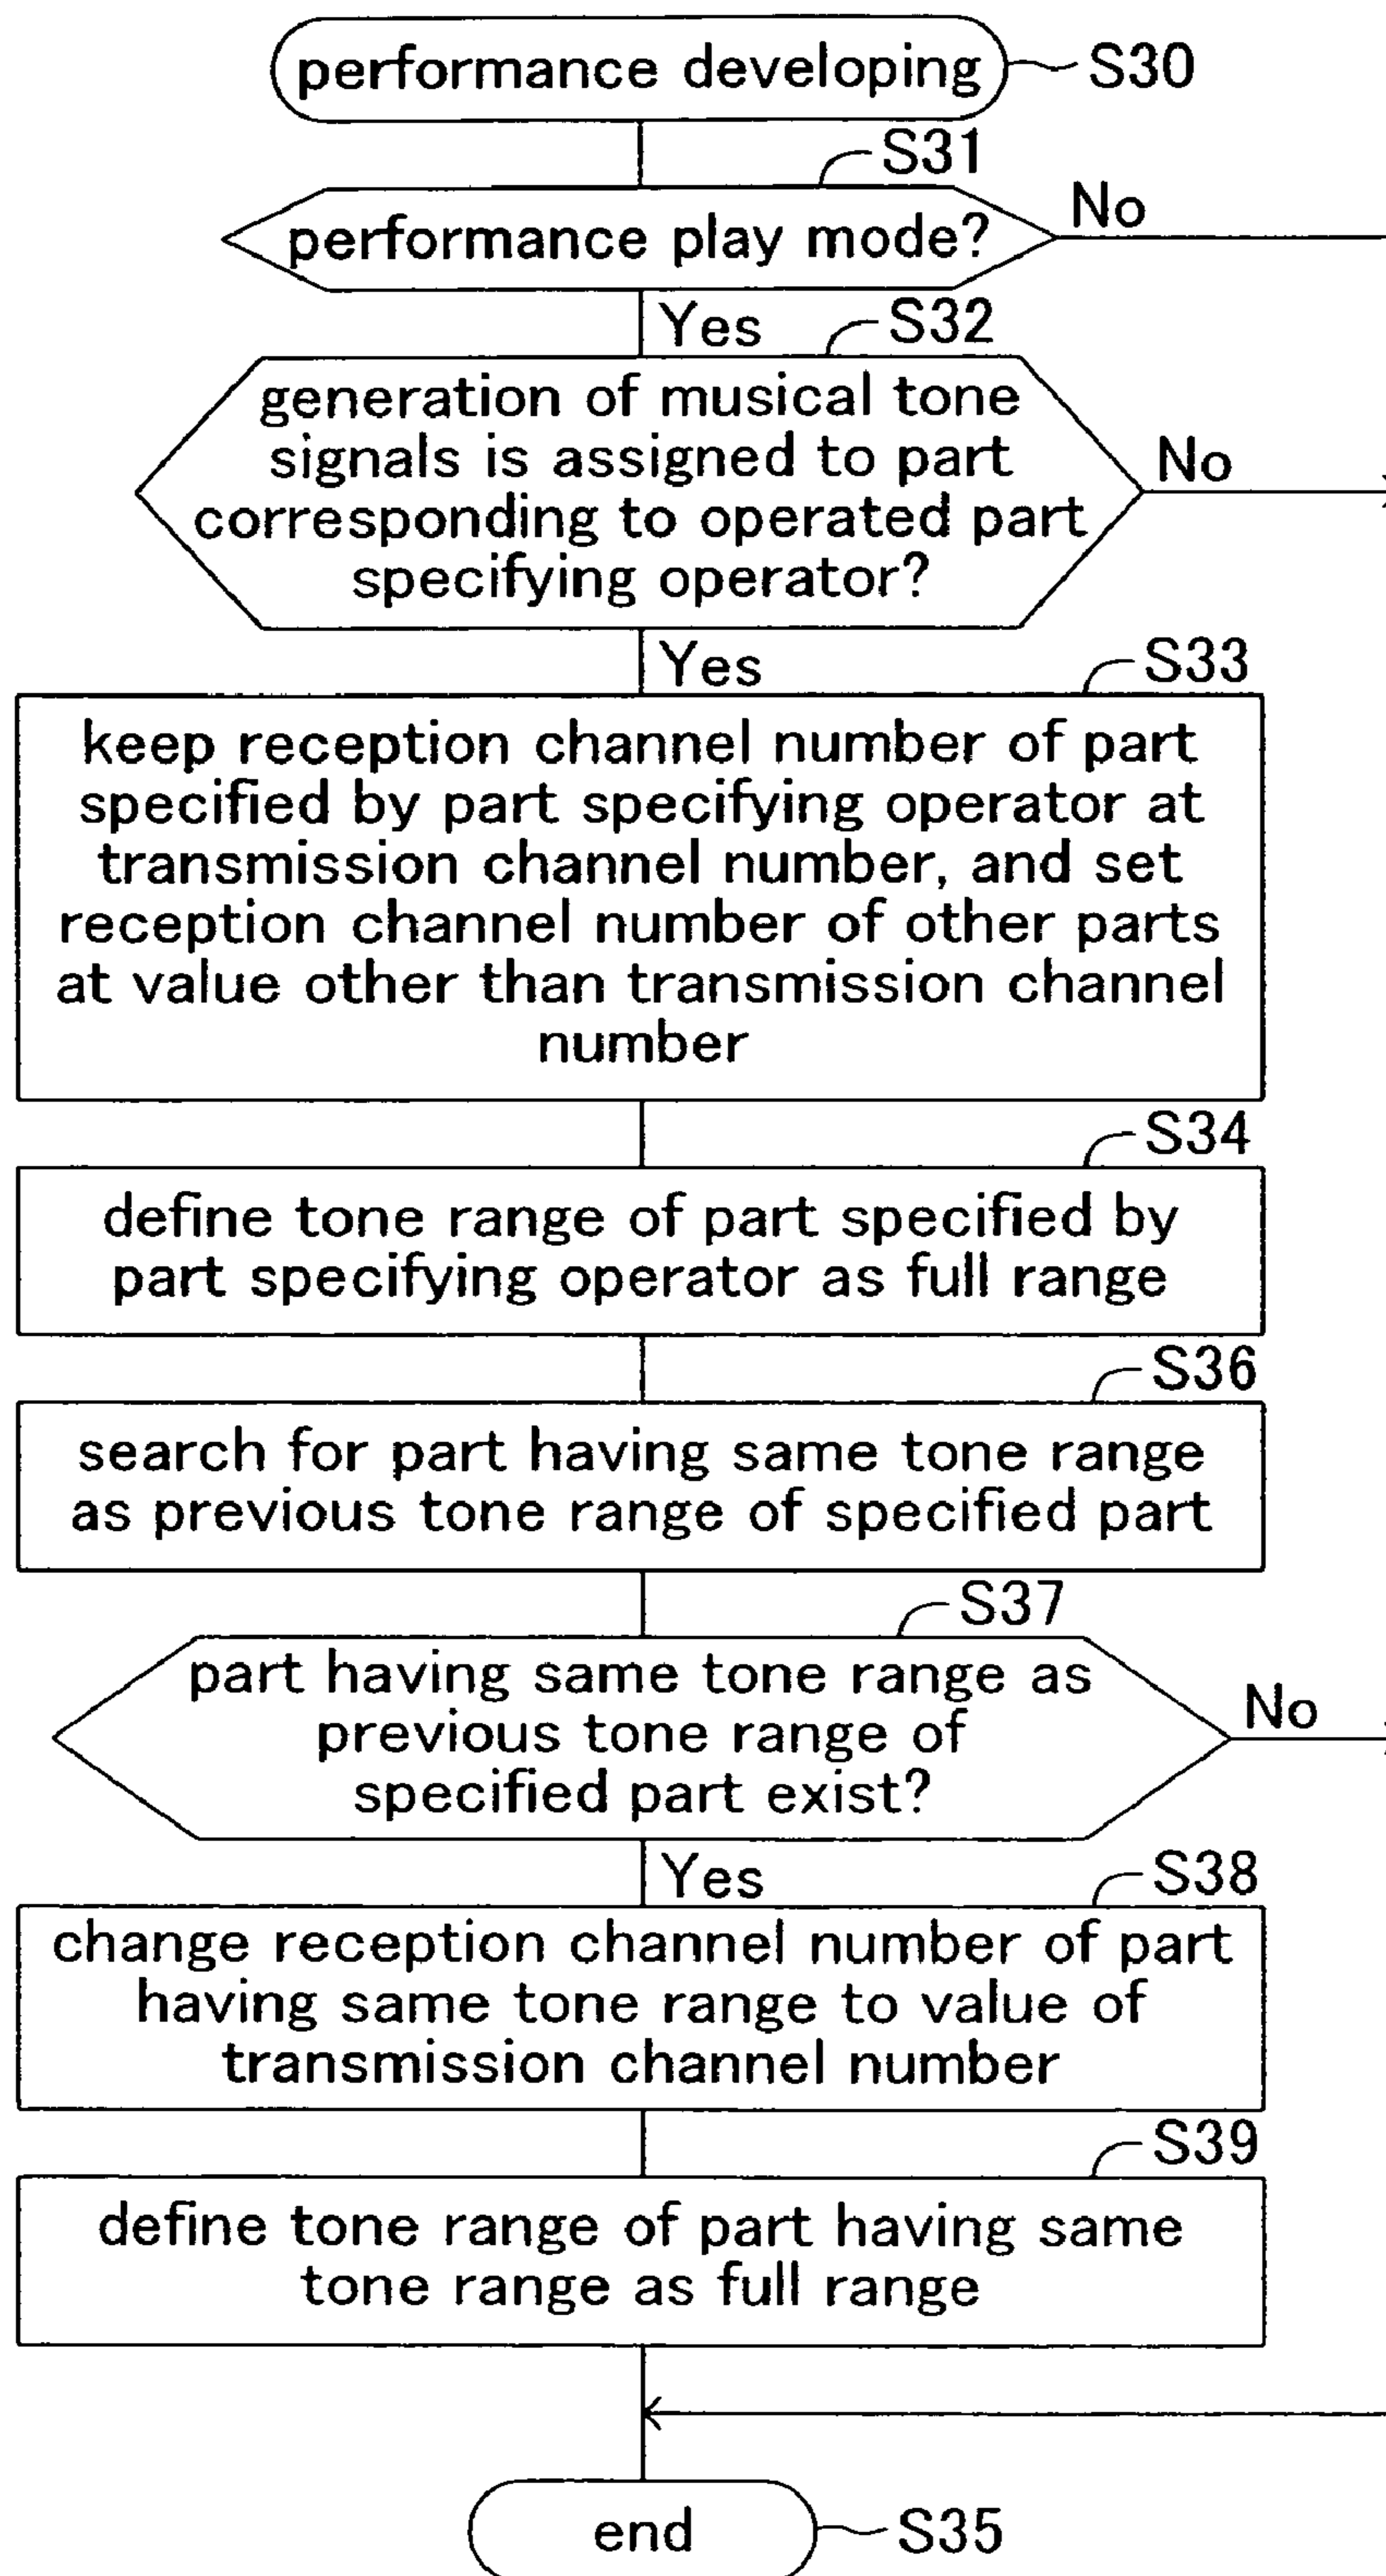 performance developing
S30
S31
performance play mode?
No
Yes
S32
generation of musical tone
signals is assigned to part
corresponding to operated part
specifying operator?
No
Yes
S33
keep reception channel number of part
specified by part specifying operator at
transmission channel number, and set
reception channel number of other parts
at value other than transmission channel
number
S34
define tone range of part specified by
part specifying operator as full range
S36
search for part having same tone range
as previous tone range of specified part
S37
part having same tone range as
previous tone range of
specified part exist?
No
Yes
S38
change reception channel number of part
having same tone range to value of
transmission channel number
S39
define tone range of part having same
tone range as full range
end
S35